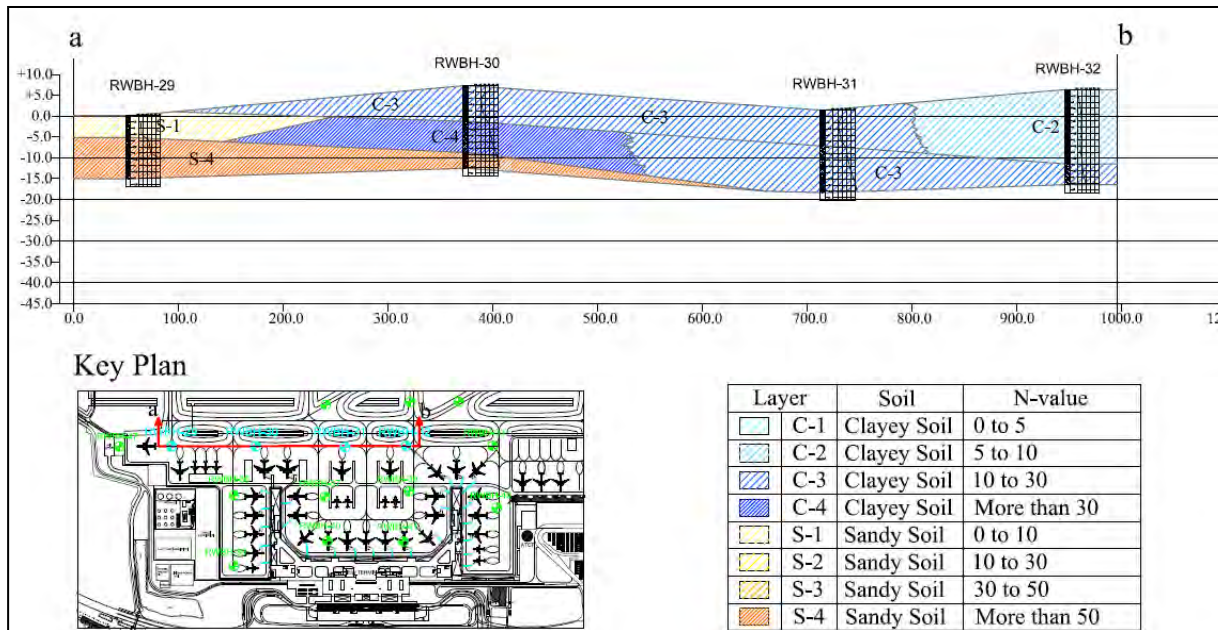 a
b
RWBH-29
RWBH-30
RWBH-31
RWBH-32
+10.0
+5.0
0.0
-5.0
-10.0
-15.0
-20.0
-25.0
-30.0
-35.0
-40.0
-45.0
C-3
C-3
C-2
S-1
C-4
S-4
C-3
0.0
100.0
200.0
300.0
400.0
500.0
600.0
700.0
800.0
900.0
1000.0
Key Plan
a
b
Layer Soil N-value
C-1 Clayey Soil 0 to 5
C-2 Clayey Soil 5 to 10
C-3 Clayey Soil 10 to 30
C-4 Clayey Soil More than 30
S-1 Sandy Soil 0 to 10
S-2 Sandy Soil 10 to 30
S-3 Sandy Soil 30 to 50
S-4 Sandy Soil More than 50